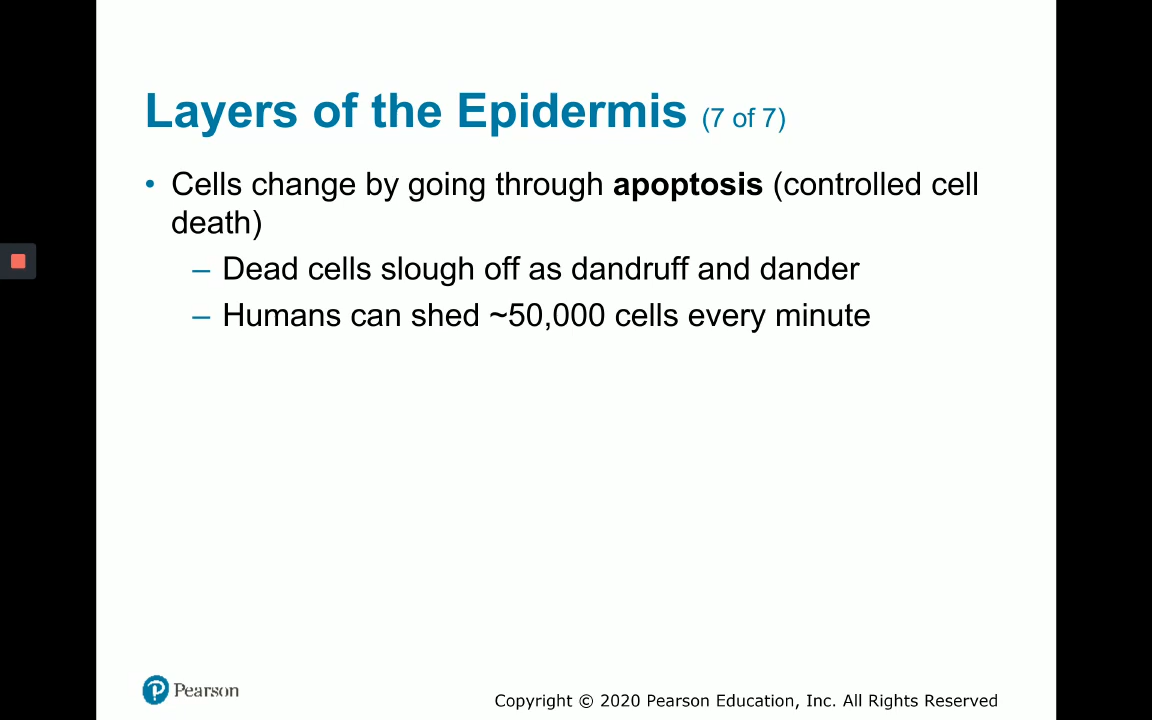 Layers of the Epidermis (7 of 7)
• Cells change by going through apoptosis (controlled cell
death)
– Dead cells slough off as dandruff and dander
– Humans can shed ~50,000 cells every minute
Pearson
Copyright © 2020 Pearson Education, Inc. All Rights Reserved